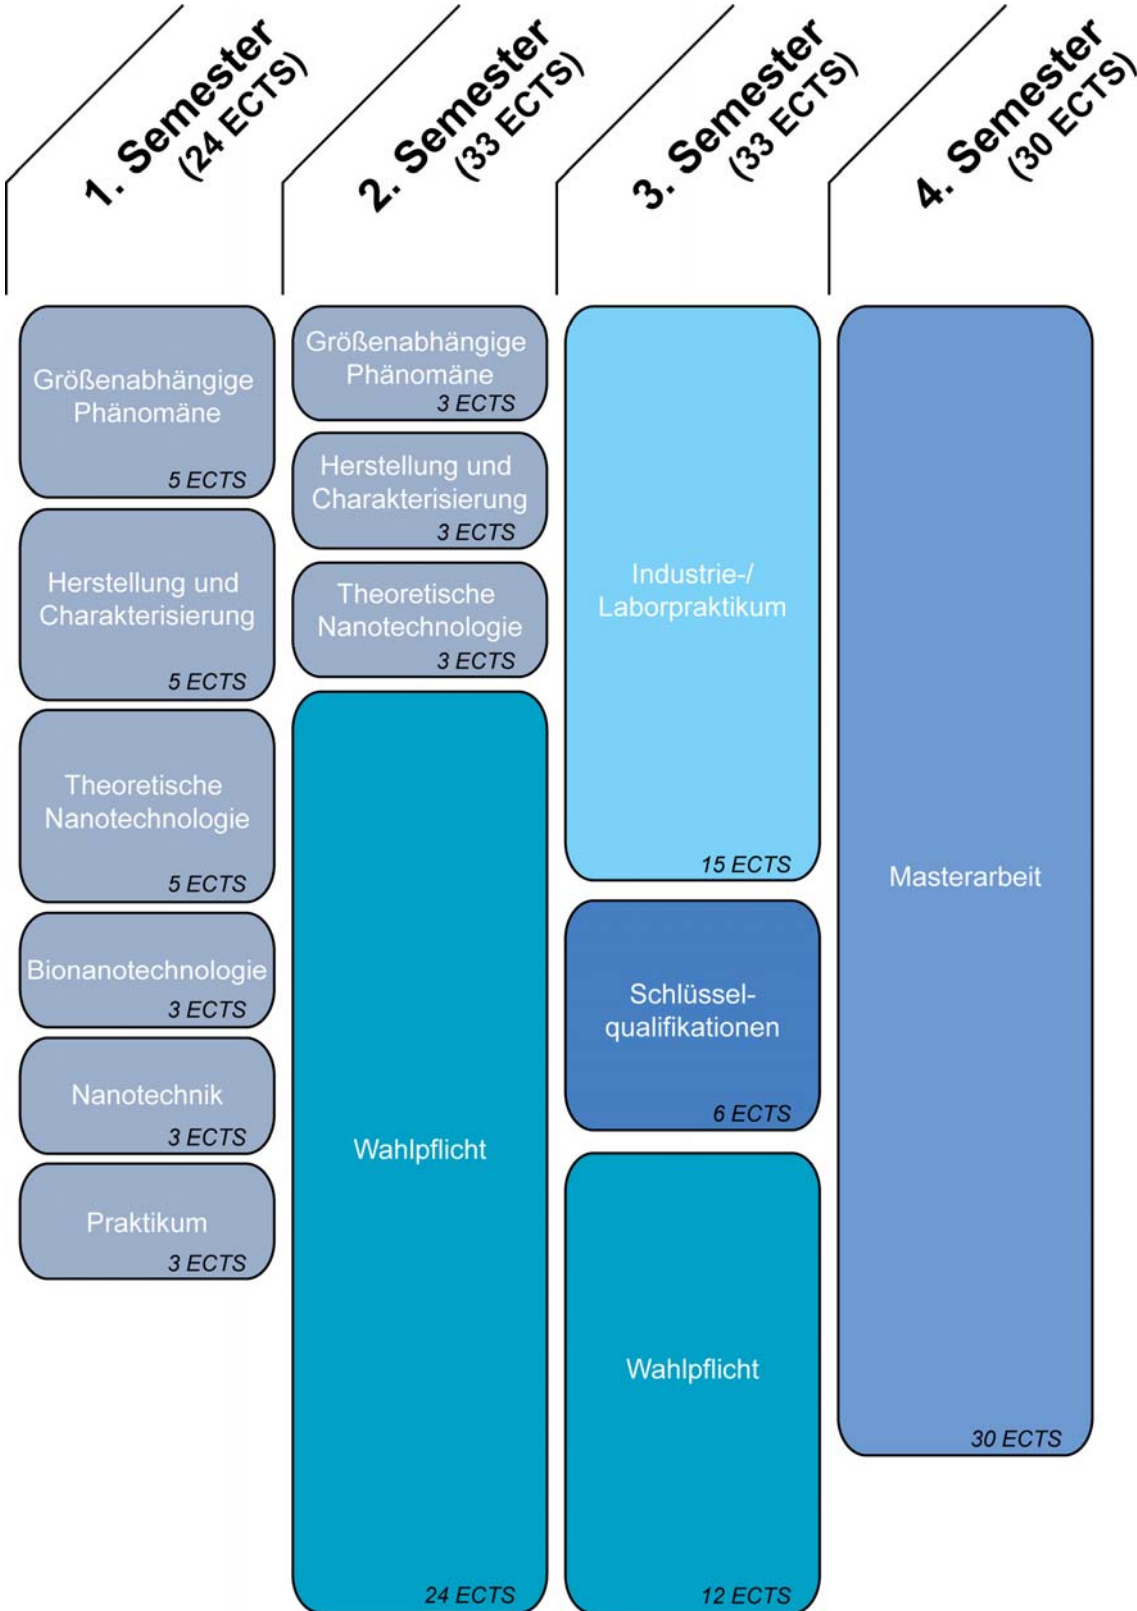 1. Semester
(24 ECTS)
2. Semester
(33 ECTS)
3. Semester
(33 ECTS)
4. Semester
(30 ECTS)
Größenabhängige
Phänomäne
5 ECTS
Herstellung und
Charakterisierung
5 ECTS
Theoretische
Nanotechnologie
5 ECTS
Bionanotechnologie
3 ECTS
Nanotechnik
3 ECTS
Praktikum
3 ECTS
Größenabhängige
Phänomäne
3 ECTS
Herstellung und
Charakterisierung
3 ECTS
Theoretische
Nanotechnologie
3 ECTS
Wahlpflicht
24 ECTS
Industrie-/
Laborpraktikum
15 ECTS
Schlüssel-
qualifikationen
6 ECTS
Wahlpflicht
12 ECTS
Masterarbeit
30 ECTS